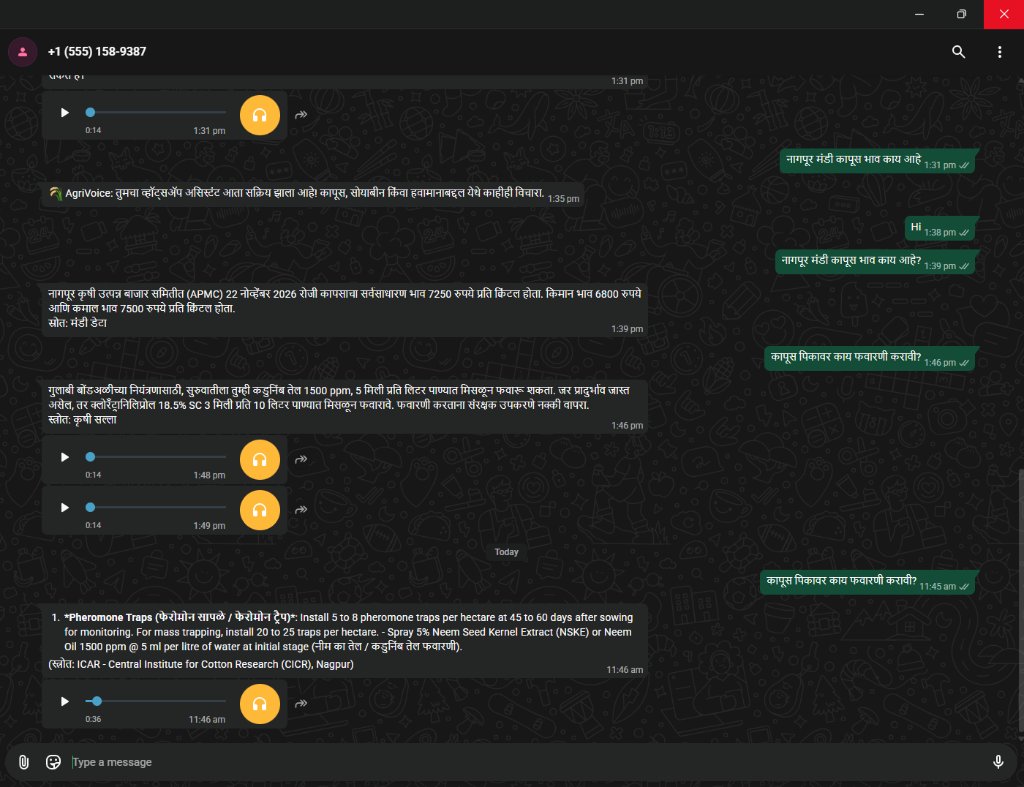 +1 (555) 158-9387
1:31 pm
0:14 1:31 pm
नागपूर मंडी कापूस भाव काय आहे 1:31 pm
AgriVoice: तुमचा व्हॉट्सॲप असिस्टंट आता सक्रिय झाला आहे! कापूस, सोयाबीन किंवा हवामानाबद्दल येथे काहीही विचारा. 1:35 pm
Hi 1:38 pm
नागपूर मंडी कापूस भाव काय आहे? 1:39 pm
नागपूर कृषी उत्पन्न बाजार समितीत (APMC) 22 नोव्हेंबर 2026 रोजी कापसाचा सर्वसाधारण भाव 7250 रुपये प्रति क्विंटल होता. किमान भाव 6800 रुपये
आणि कमाल भाव 7500 रुपये प्रति क्विंटल होता.
स्रोत: मंडी डेटा
1:39 pm
कापूस पिकावर काय फवारणी करावी? 1:46 pm
गुलाबी बोंडअळीच्या नियंत्रणासाठी, सुरुवातीला तुम्ही कडुनिंब तेल 1500 ppm, 5 मिली प्रति लिटर पाण्यात मिसळून फवारू शकता. जर प्रादुर्भाव जास्त
असेल, तर क्लोरँट्रानिलिप्रोल 18.5% SC 3 मिली प्रति 10 लिटर पाण्यात मिसळून फवारावे. फवारणी करताना संरक्षक उपकरणे नक्की वापरा.
स्त्रोत: कृषी सल्ला
1:46 pm
0:14 1:48 pm
0:14 1:49 pm
Today
कापूस पिकावर काय फवारणी करावी? 11:45 am
1. *Pheromone Traps (फेरोमोन सापळे / फेरोमोन ट्रैप)*: Install 5 to 8 pheromone traps per hectare at 45 to 60 days after sowing
for monitoring. For mass trapping, install 20 to 25 traps per hectare. - Spray 5% Neem Seed Kernel Extract (NSKE) or Neem
Oil 1500 ppm @ 5 ml per litre of water at initial stage (नीम का तेल / कडुनिंब तेल फवारणी).
(स्त्रोत: ICAR - Central Institute for Cotton Research (CICR), Nagpur)
11:46 am
0:36 11:46 am
Type a message